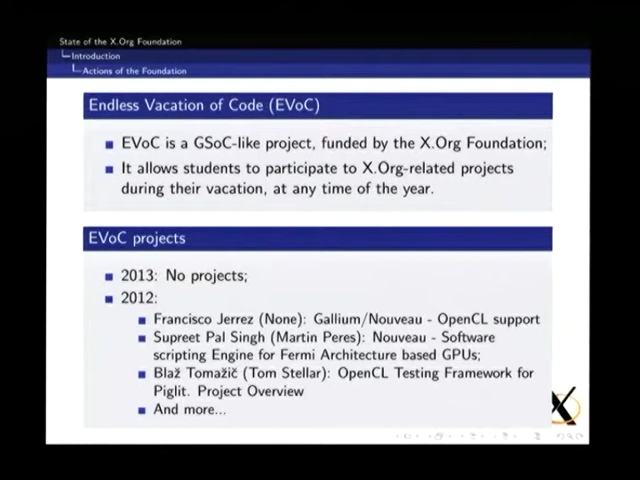 State of the X.Org Foundation
Introduction
Actions of the Foundation
Endless Vacation of Code (EVoC)
EVoC is a GSoC-like project, funded by the X.Org Foundation;
It allows students to participate to X.Org-related projects
during their vacation, at any time of the year.
EVoC projects
2013: No projects;
2012:
Francisco Jerrez (None): Gallium/Nouveau - OpenCL support
Supreet Pal Singh (Martin Peres): Nouveau - Software
scripting Engine for Fermi Architecture based GPUs;
Blaž Tomažič (Tom Stellar): OpenCL Testing Framework for
Piglit. Project Overview
And more...